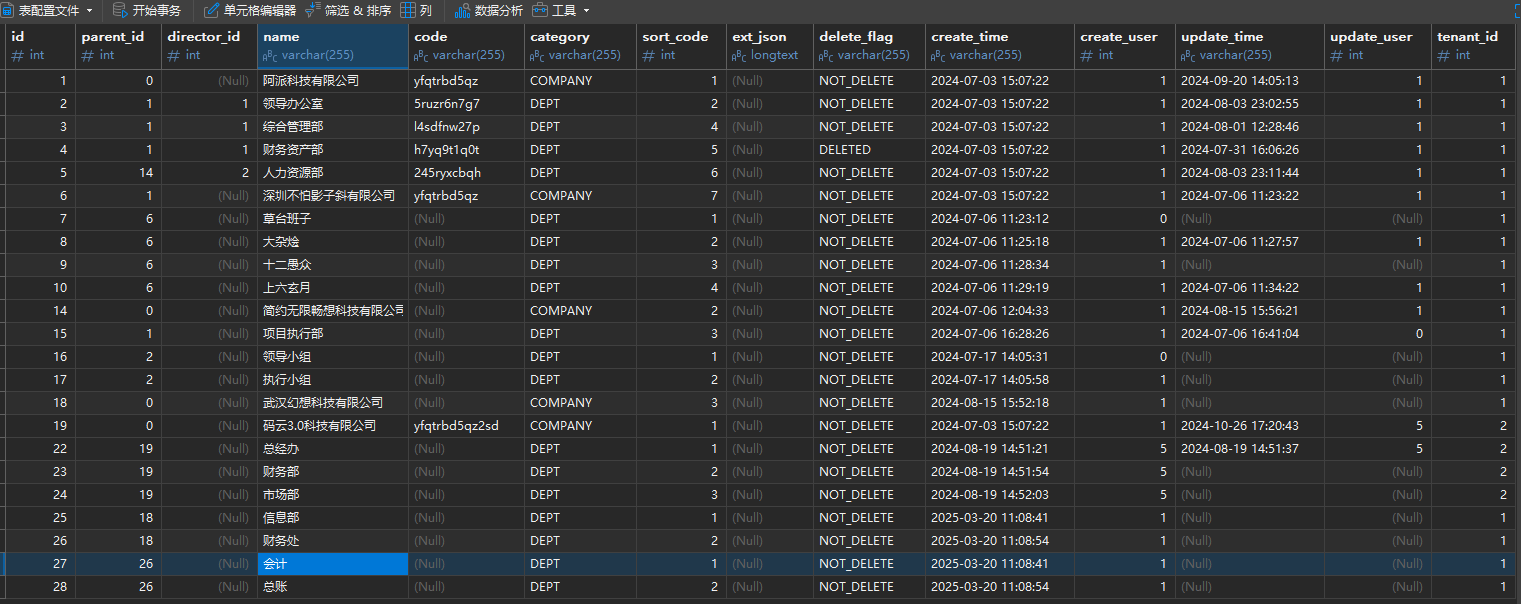 表配置文件 开始事务 单元格编辑器 筛选 & 排序 列 数据分析 工具
id parent_id director_id name code category sort_code ext_json delete_flag create_time create_user update_time update_user tenant_id
# int # int # int ABC varchar(255) ABC varchar(255) ABC varchar(255) # int ABC longtext ABC varchar(255) ABC varchar(255) # int ABC varchar(255) # int # int
1 0 (Null) 阿派科技有限公司 yfqtrbd5qz COMPANY 1 (Null) NOT_DELETE 2024-07-03 15:07:22 1 2024-09-20 14:05:13 1 1
2 1 1 领导办公室 5ruzr6n7g7 DEPT 2 (Null) NOT_DELETE 2024-07-03 15:07:22 1 2024-08-03 23:02:55 1 1
3 1 1 综合管理部 l4sdfnw27p DEPT 4 (Null) NOT_DELETE 2024-07-03 15:07:22 1 2024-08-01 12:28:46 1 1
4 1 1 财务资产部 h7yq9t1q0t DEPT 5 (Null) DELETED 2024-07-03 15:07:22 1 2024-07-31 16:06:26 1 1
5 14 2 人力资源部 245ryxcbqh DEPT 6 (Null) NOT_DELETE 2024-07-03 15:07:22 1 2024-08-03 23:11:44 1 1
6 1 (Null) 深圳不怕影子斜有限公司 yfqtrbd5qz COMPANY 7 (Null) NOT_DELETE 2024-07-03 15:07:22 1 2024-07-06 11:23:22 1 1
7 6 (Null) 草台班子 (Null) DEPT 1 (Null) NOT_DELETE 2024-07-06 11:23:12 0 (Null) (Null) 1
8 6 (Null) 大杂烩 (Null) DEPT 2 (Null) NOT_DELETE 2024-07-06 11:25:18 1 2024-07-06 11:27:57 1 1
9 6 (Null) 十二愚众 (Null) DEPT 3 (Null) NOT_DELETE 2024-07-06 11:28:34 1 (Null) (Null) 1
10 6 (Null) 上六玄月 (Null) DEPT 4 (Null) NOT_DELETE 2024-07-06 11:29:19 1 2024-07-06 11:34:22 1 1
14 0 (Null) 简约无限畅想科技有限公司 (Null) COMPANY 2 (Null) NOT_DELETE 2024-07-06 12:04:33 1 2024-08-15 15:56:21 1 1
15 1 (Null) 项目执行部 (Null) DEPT 3 (Null) NOT_DELETE 2024-07-06 16:28:26 1 2024-07-06 16:41:04 0 1
16 2 (Null) 领导小组 (Null) DEPT 1 (Null) NOT_DELETE 2024-07-17 14:05:31 0 (Null) (Null) 1
17 2 (Null) 执行小组 (Null) DEPT 2 (Null) NOT_DELETE 2024-07-17 14:05:58 1 (Null) (Null) 1
18 0 (Null) 武汉幻想科技有限公司 (Null) COMPANY 3 (Null) NOT_DELETE 2024-08-15 15:52:18 1 (Null) (Null) 1
19 0 (Null) 码云3.0科技有限公司 yfqtrbd5qz2sd COMPANY 1 (Null) NOT_DELETE 2024-07-03 15:07:22 1 2024-10-26 17:20:43 5 2
22 19 (Null) 总经办 (Null) DEPT 1 (Null) NOT_DELETE 2024-08-19 14:51:21 5 2024-08-19 14:51:37 5 2
23 19 (Null) 财务部 (Null) DEPT 2 (Null) NOT_DELETE 2024-08-19 14:51:54 5 (Null) (Null) 2
24 19 (Null) 市场部 (Null) DEPT 3 (Null) NOT_DELETE 2024-08-19 14:52:03 5 (Null) (Null) 2
25 18 (Null) 信息部 (Null) DEPT 1 (Null) NOT_DELETE 2025-03-20 11:08:41 1 (Null) (Null) 1
26 18 (Null) 财务处 (Null) DEPT 2 (Null) NOT_DELETE 2025-03-20 11:08:54 1 (Null) (Null) 1
27 26 (Null) 会计 (Null) DEPT 1 (Null) NOT_DELETE 2025-03-20 11:08:41 1 (Null) (Null) 1
28 26 (Null) 总账 (Null) DEPT 2 (Null) NOT_DELETE 2025-03-20 11:08:54 1 (Null) (Null) 1